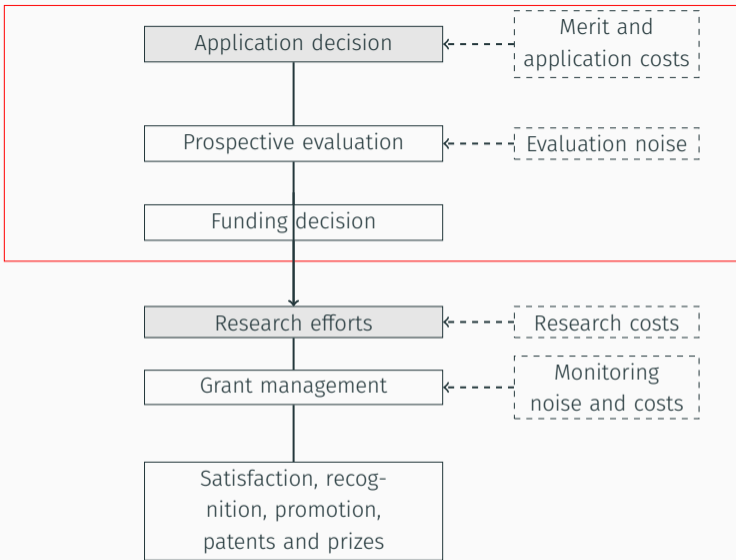 Application decision
Merit and
application costs
Prospective evaluation
Evaluation noise
Funding decision
Research efforts
Research costs
Grant management
Monitoring
noise and costs
Satisfaction, recog-
nition, promotion,
patents and prizes